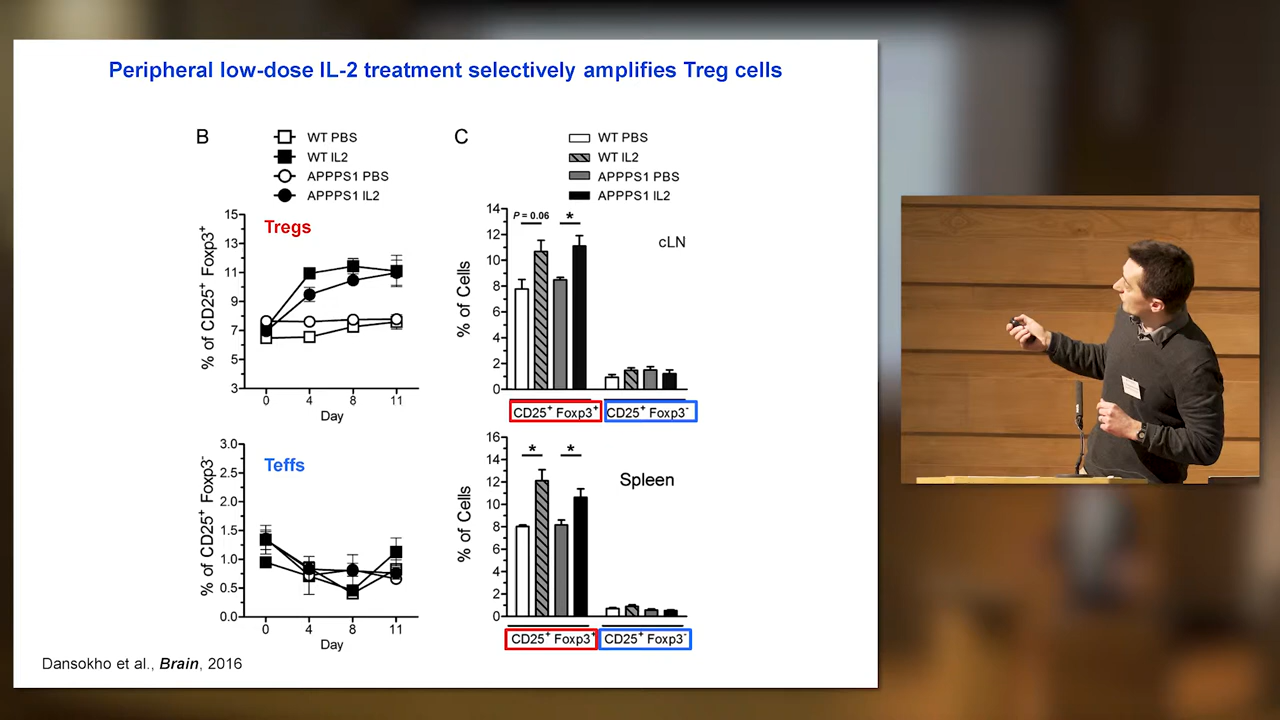 Peripheral low-dose IL-2 treatment selectively amplifies Treg cells
B
WT PBS
WT IL2
APPPS1 PBS
APPPS1 IL2
Tregs
% of CD25⁺ Foxp3⁺
15
13
11
9
7
5
3
0 4 8 11
Day
Teffs
% of CD25⁺ Foxp3⁻
3.0
2.5
2.0
1.5
1.0
0.5
0.0
0 4 8 11
Day
C
WT PBS
WT IL2
APPPS1 PBS
APPPS1 IL2
cLN
% of Cells
14
12
10
8
6
4
2
0
P = 0.06 *
CD25⁺ Foxp3⁺ CD25⁺ Foxp3⁻
Spleen
% of Cells
16
14
12
10
8
6
4
2
0
* *
CD25⁺ Foxp3⁺ CD25⁺ Foxp3⁻
Dansokho et al., Brain, 2016